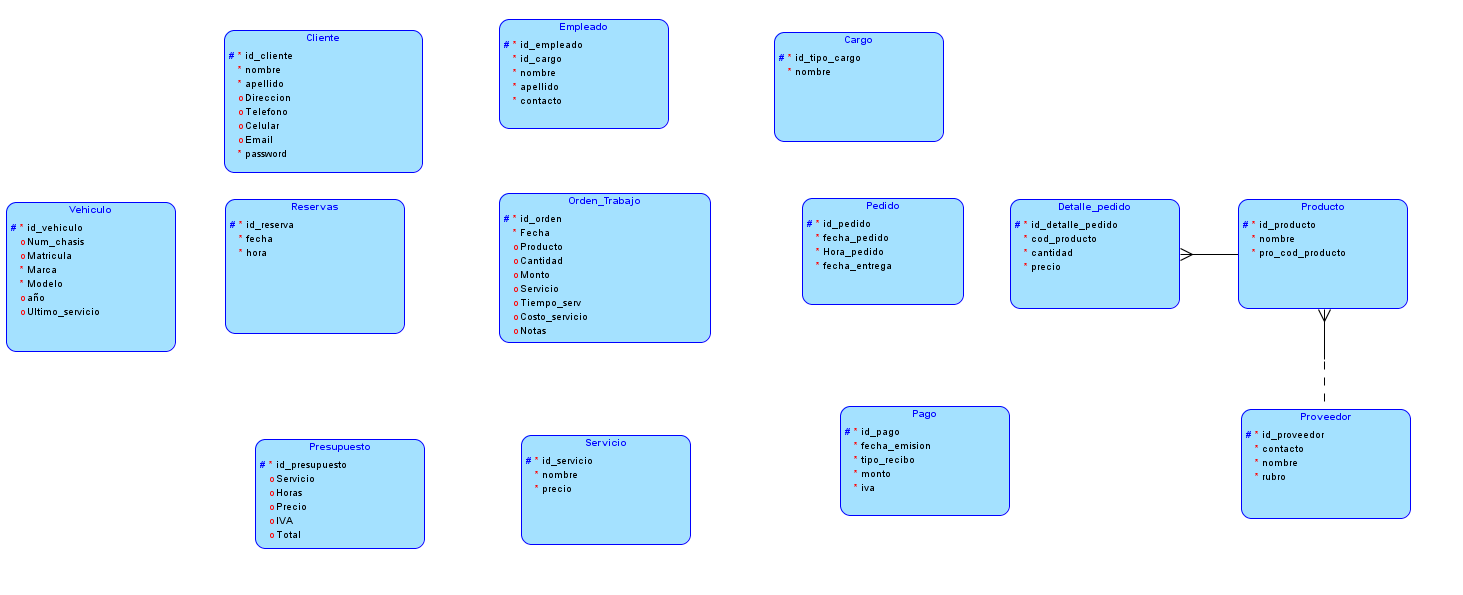 Cliente
# * id_cliente
* nombre
* apellido
o Direccion
o Telefono
o Celular
o Email
* password
Empleado
# * id_empleado
* id_cargo
* nombre
* apellido
* contacto
Cargo
# * id_tipo_cargo
* nombre
Vehiculo
# * id_vehiculo
o Num_chasis
o Matricula
* Marca
* Modelo
o año
o Ultimo_servicio
Reservas
# * id_reserva
* fecha
* hora
Orden_Trabajo
# * id_orden
* Fecha
o Producto
o Cantidad
o Monto
o Servicio
o Tiempo_serv
o Costo_servicio
o Notas
Pedido
# * id_pedido
* fecha_pedido
* Hora_pedido
* fecha_entrega
Detalle_pedido
# * id_detalle_pedido
* cod_producto
* cantidad
* precio
Producto
# * id_producto
* nombre
* pro_cod_producto
Presupuesto
# * id_presupuesto
o Servicio
o Horas
o Precio
o IVA
o Total
Servicio
# * id_servicio
* nombre
* precio
Pago
# * id_pago
* fecha_emision
* tipo_recibo
* monto
* iva
Proveedor
# * id_proveedor
* contacto
* nombre
* rubro